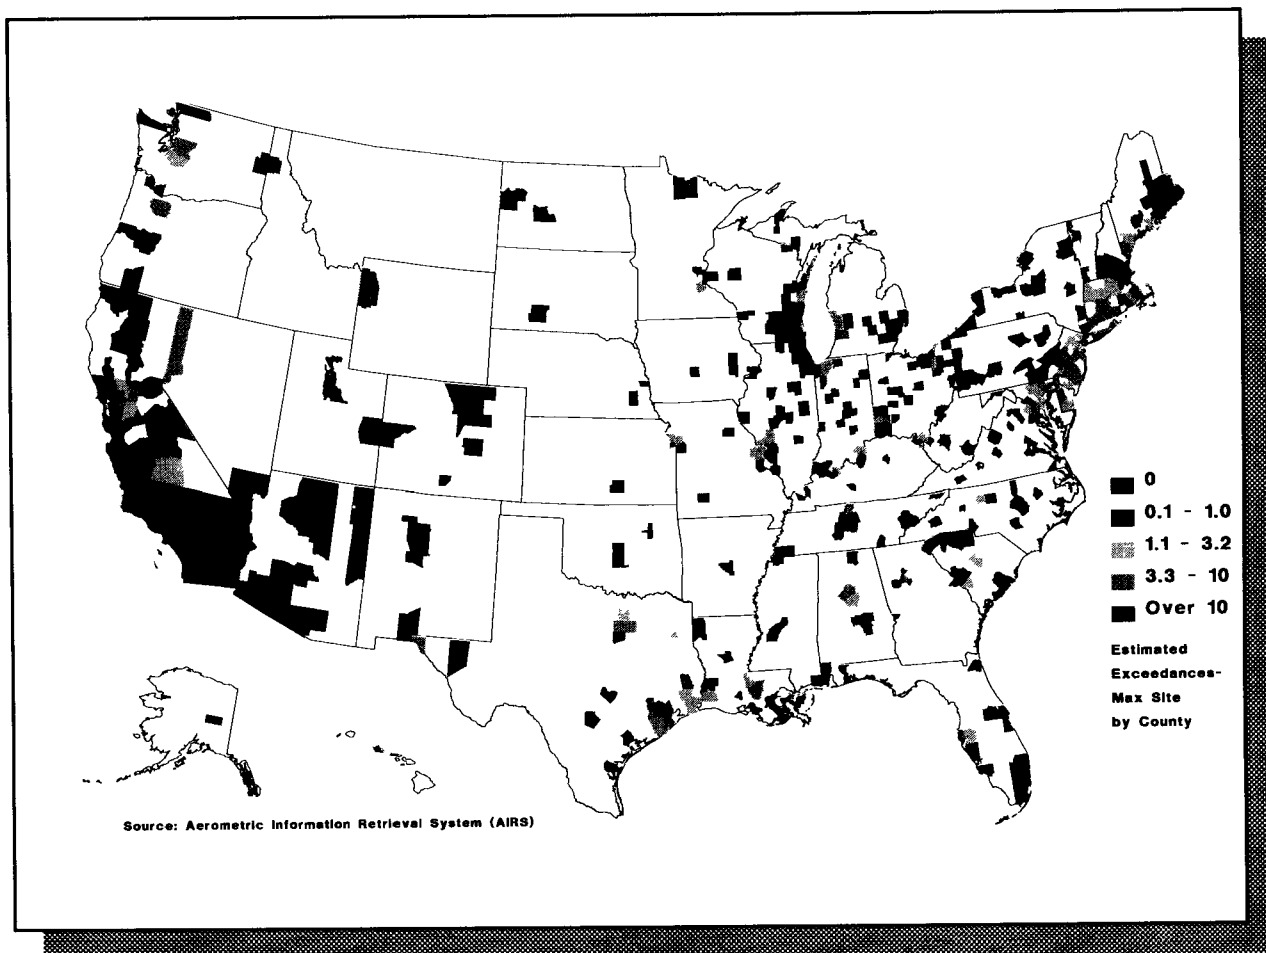 0
0.1 - 1.0
1.1 - 3.2
3.3 - 10
Over 10
Estimated
Exceedances-
Max Site
by County
Source: Aerometric Information Retrieval System (AIRS)